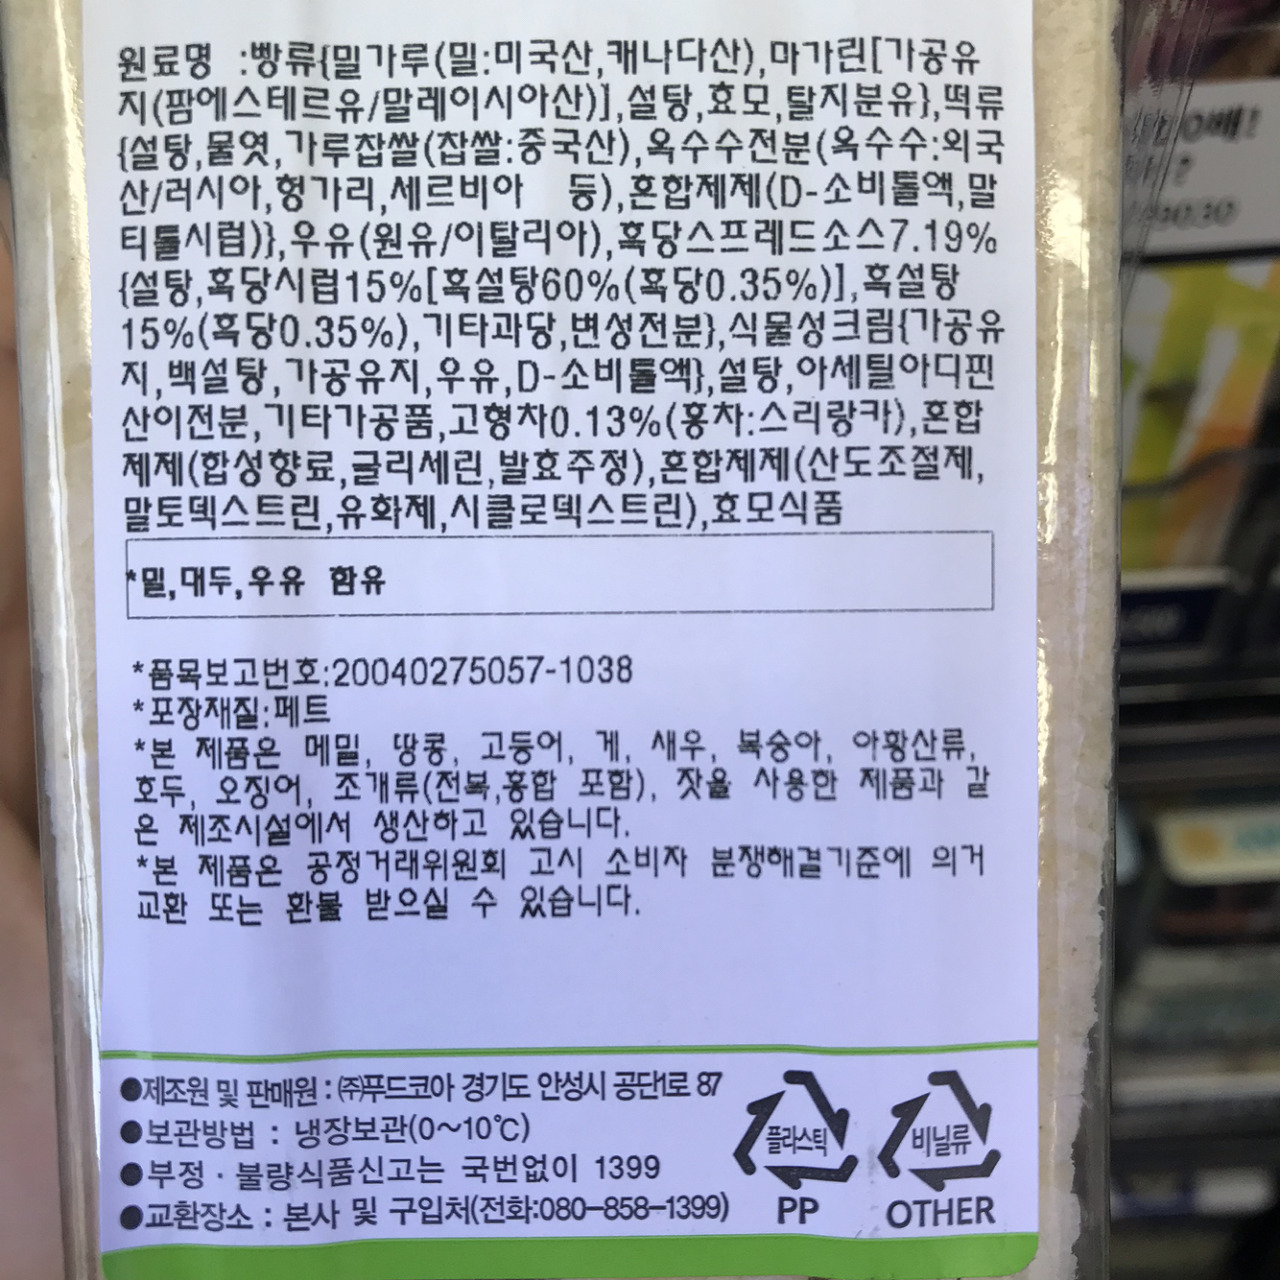 원료명 :빵류{밀가루(밀:미국산,캐나다산),마가린[가공유
지(팜에스테르유/말레이시아산)],설탕,효모,탈지분유},떡류
{설탕,물엿,가루찹쌀(찹쌀:중국산),옥수수전분(옥수수:외국
산/러시아,헝가리,세르비아 등),혼합제제(D-소비톨액,말
티톨시럽)},우유(원유/이탈리아),흑당스프레드소스7.19%
{설탕,흑당시럽15%[흑설탕60%(흑당0.35%)],흑설탕
15%(흑당0.35%),기타과당,변성전분},식물성크림{가공유
지,백설탕,가공유지,우유,D-소비톨액},설탕,아세틸아디핀
산이전분,기타가공품,고형차0.13%(홍차:스리랑카),혼합
제제(합성향료,글리세린,발효주정),혼합제제(산도조절제,
말토덱스트린,유화제,시클로덱스트린),효모식품
*밀,대두,우유 함유
*품목보고번호:20040275057-1038
*포장재질:페트
*본 제품은 메밀, 땅콩, 고등어, 게, 새우, 복숭아, 아황산류,
호두, 오징어, 조개류(전복,홍합 포함), 잣을 사용한 제품과 같
은 제조시설에서 생산하고 있습니다.
*본 제품은 공정거래위원회 고시 소비자 분쟁해결기준에 의거
교환 또는 환불 받으실 수 있습니다.
●제조원 및 판매원 : ㈜푸드코아 경기도 안성시 공단1로 87
●보관방법 : 냉장보관(0~10℃)
●부정·불량식품신고는 국번없이 1399
●교환장소 : 본사 및 구입처(전화:080-858-1399)
플라스틱
PP
비닐류
OTHER